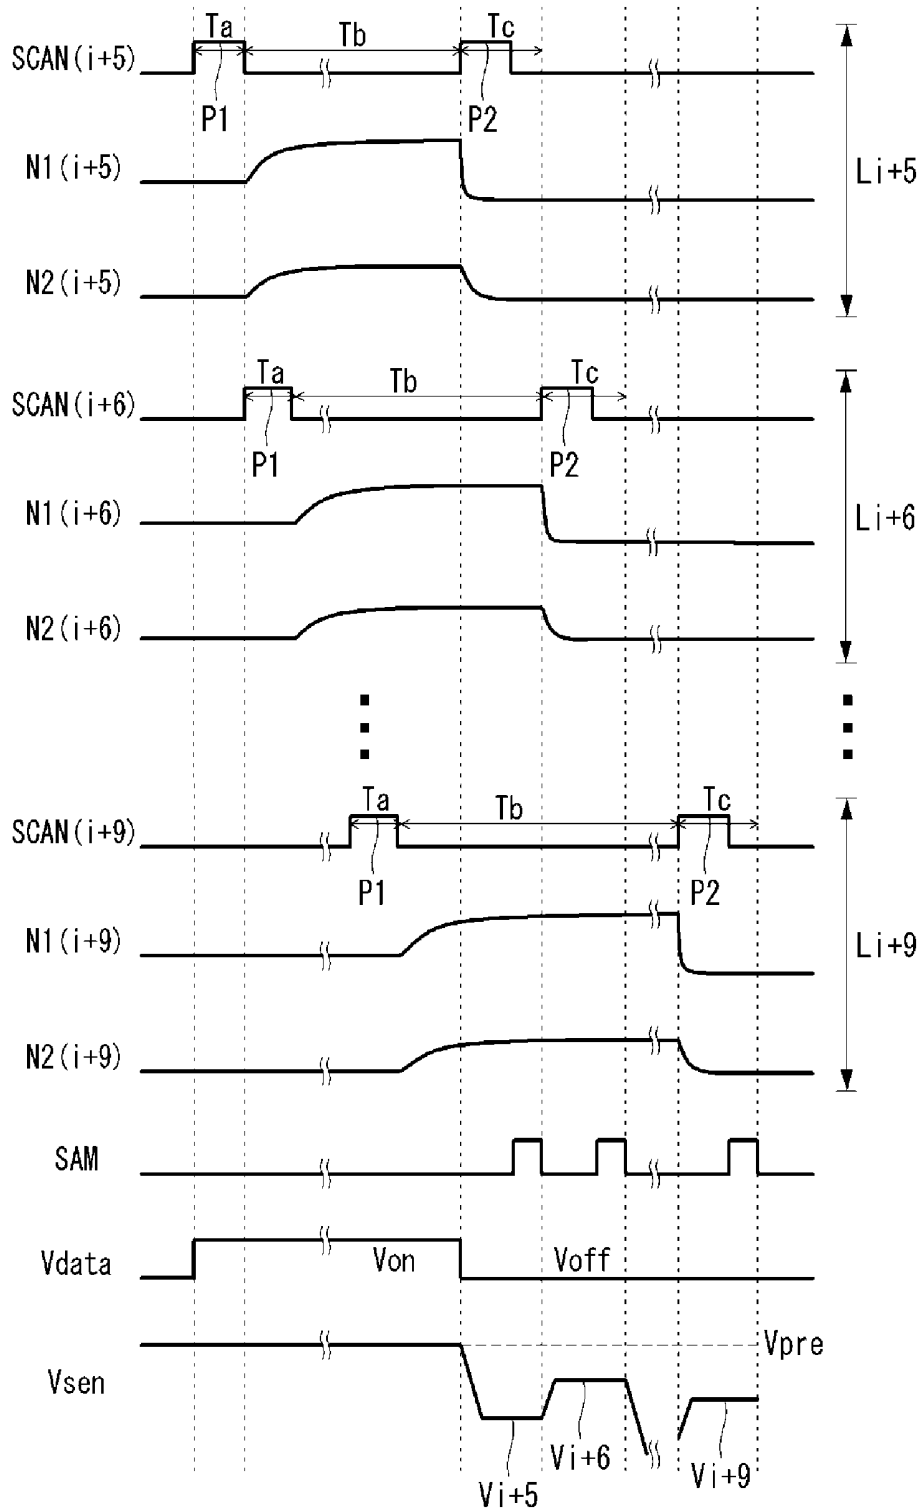 Ta Tb Tc
SCAN(i+5)
P1 P2
N1(i+5)
Li+5
N2(i+5)
Ta Tb Tc
SCAN(i+6)
P1 P2
N1(i+6)
Li+6
N2(i+6)
Ta Tb Tc
SCAN(i+9)
P1 P2
N1(i+9)
Li+9
N2(i+9)
SAM
Vdata Von Voff
Vpre
Vsen
Vi+6
Vi+9
Vi+5